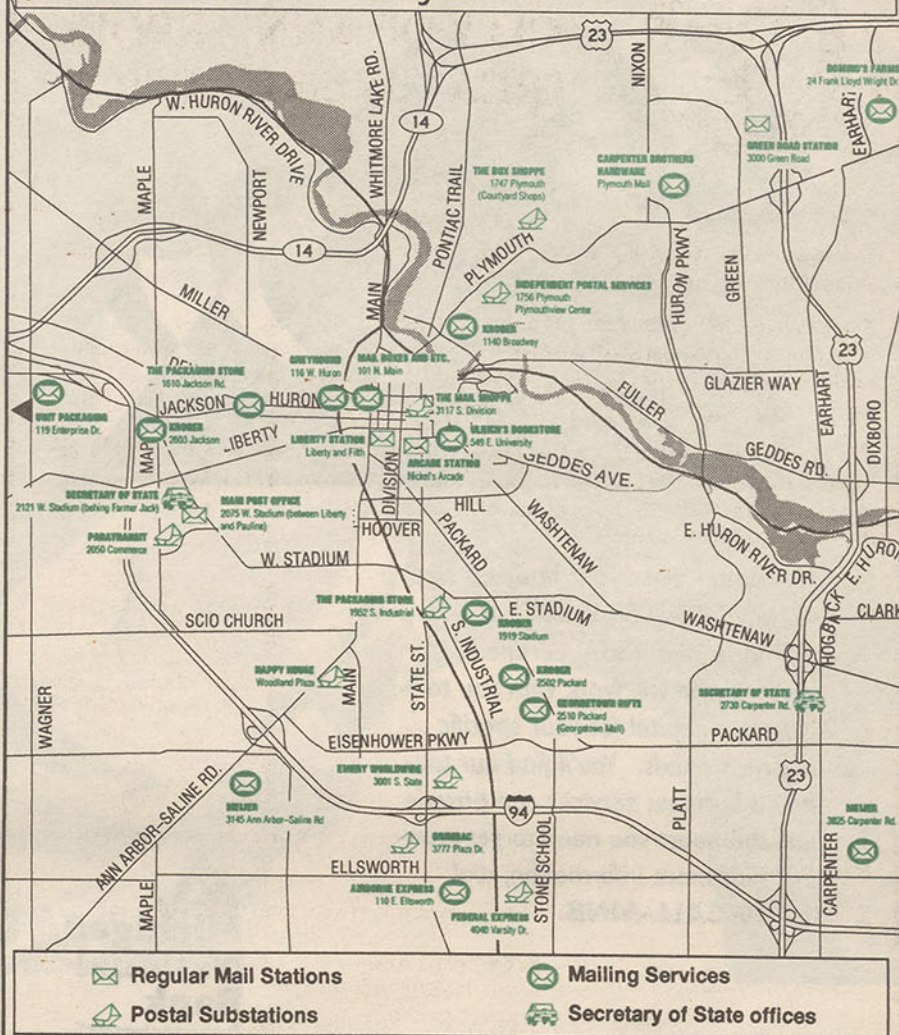 23
NIXON
DOMINO'S FARMS
24 Frank Lloyd Wright Dr.
W. HURON RIVER DRIVE
WHITMORE LAKE RD.
14
EARHART
GREEN ROAD STATION
3000 Green Road
MAPLE
NEWPORT
THE BOX SHOPPE
1747 Plymouth
(Courtyard Shops)
CARPENTER BROTHERS
HARDWARE
Plymouth Mall
PONTIAC TRAIL
PLYMOUTH
14
HURON PKWY
GREEN
MILLER
MAIN
INDEPENDENT POSTAL SERVICES
1756 Plymouth
Plymouthview Center
KROGER
1140 Broadway
23
THE PACKAGING STORE
1610 Jackson Rd.
GREYHOUND
116 W. Huron
MAIL BOXES AND ETC.
101 N. Main
GLAZIER WAY
FULLER
EARHART
DIXBORO
UNIT PACKAGING
119 Enterprise Dr.
JACKSON
HURON
THE MAIL SHOPPE
3117 S. Division
KROGER
2603 Jackson
LIBERTY
LIBERTY STATION
Liberty and Fifth
ULRICH'S BOOKSTORE
549 E. University
ARCADE STATION
Nickel's Arcade
GEDDES AVE.
GEDDES RD.
DIVISION
SECRETARY OF STATE
2121 W. Stadium (behing Farmer Jack)
MAIN POST OFFICE
2075 W. Stadium (between Liberty
and Pauline)
HILL
HOOVER
PACKARD
WASHTENAW
PARATRANSIT
2050 Commerce
W. STADIUM
E. HURON RIVER DR.
E. HURON
HOGBACK
CLARK
THE PACKAGING STORE
1952 S. Industrial
E. STADIUM
KROGER
1919 Stadium
WASHTENAW
SCIO CHURCH
STATE ST.
S. INDUSTRIAL
HAPPY HOUSE
Woodland Plaza
MAIN
KROGER
2502 Packard
GEORGETOWN GIFTS
2510 Packard
(Georgetown Mall)
SECRETARY OF STATE
2730 Carpenter Rd.
WAGNER
EISENHOWER PKWY
PACKARD
EMERY WORLDWIDE
3001 S. State
23
MEIJER
3145 Ann Arbor-Saline Rd
ANN ARBOR-SALINE RD.
94
PLATT
MEIJER
3825 Carpenter Rd.
3777 Plaza Dr.
ELLSWORTH
STONE SCHOOL
CARPENTER
MAPLE
AIRBORNE EXPRESS
110 E. Ellsworth
FEDERAL EXPRESS
4040 Varsity Dr.
Regular Mail Stations
Mailing Services
Postal Substations
Secretary of State offices